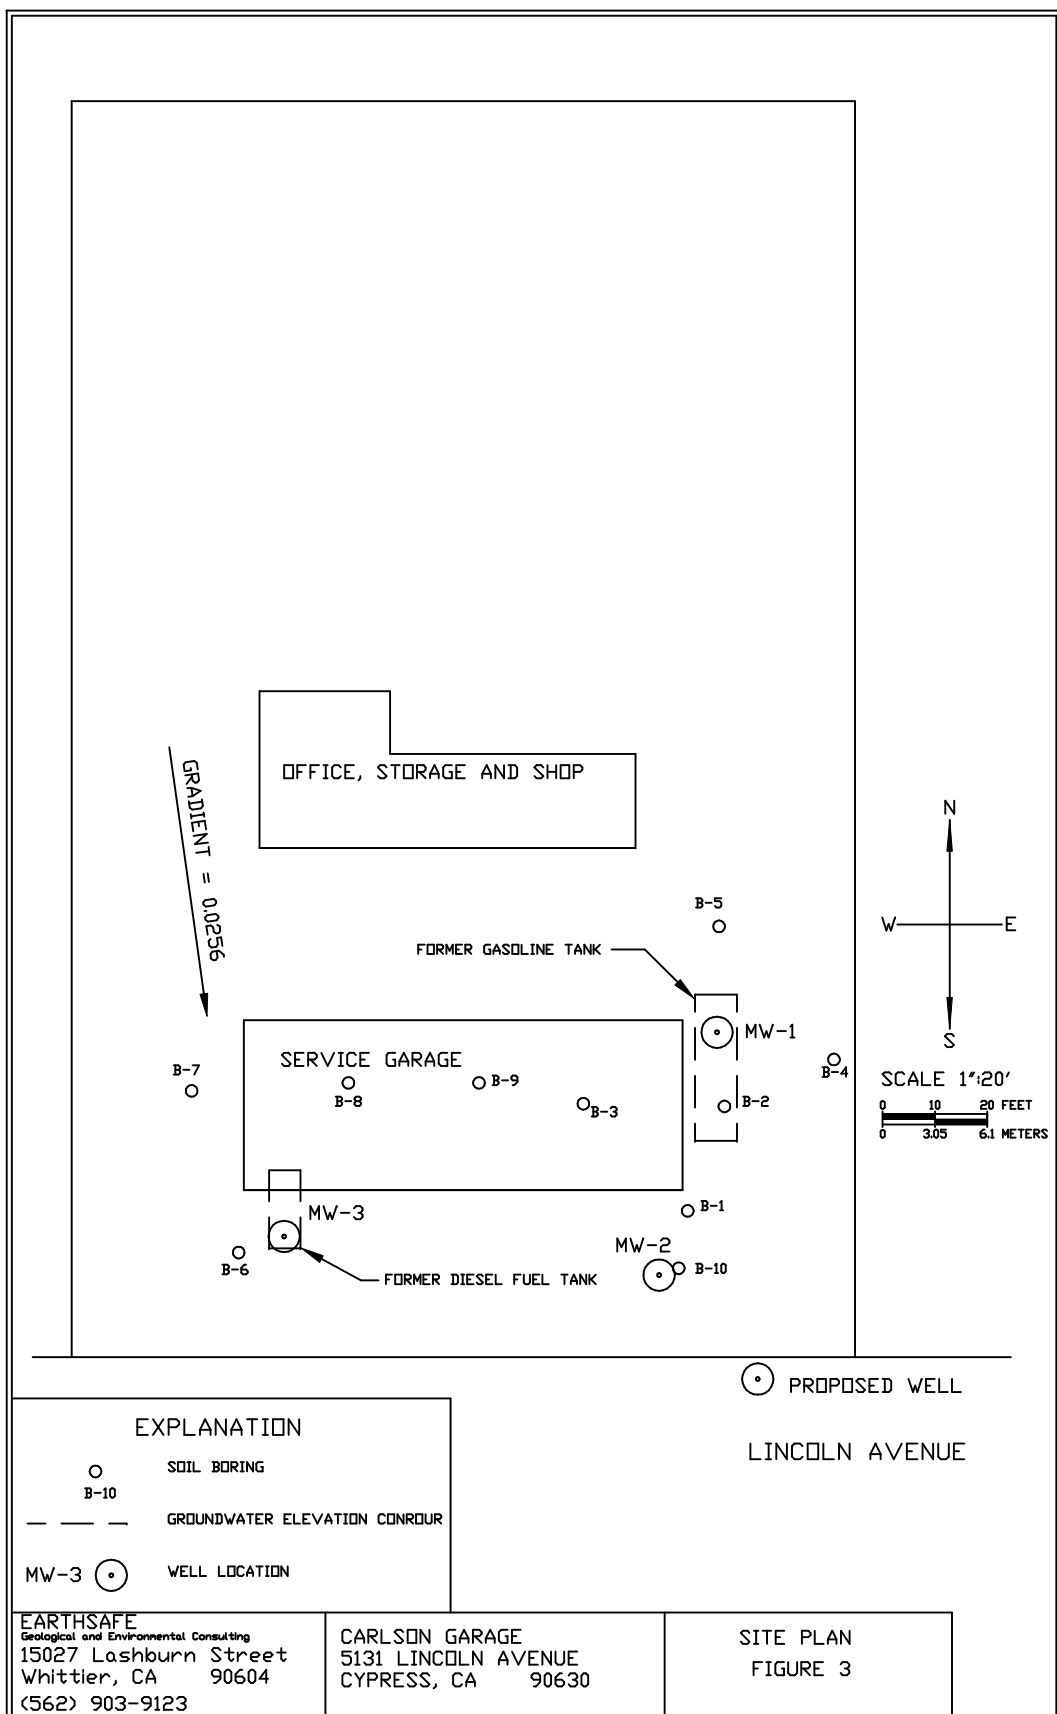 OFFICE, STORAGE AND SHOP
GRADIENT = 0.0256
N
W
E
S
B-5
FORMER GASOLINE TANK
MW-1
SERVICE GARAGE
B-7
B-8
B-9
B-3
B-2
B-4
SCALE 1":20'
0 10 20 FEET
0 3.05 6.1 METERS
MW-3
B-1
MW-2
B-6
B-10
FORMER DIESEL FUEL TANK
PROPOSED WELL
LINCOLN AVENUE
EXPLANATION
SOIL BORING
B-10
GROUNDWATER ELEVATION CONROUR
MW-3
WELL LOCATION
EARTHSAFE
Geological and Environmental Consulting
15027 Lashburn Street
Whittier, CA 90604
(562) 903-9123
CARLSON GARAGE
5131 LINCOLN AVENUE
CYPRESS, CA 90630
SITE PLAN
FIGURE 3